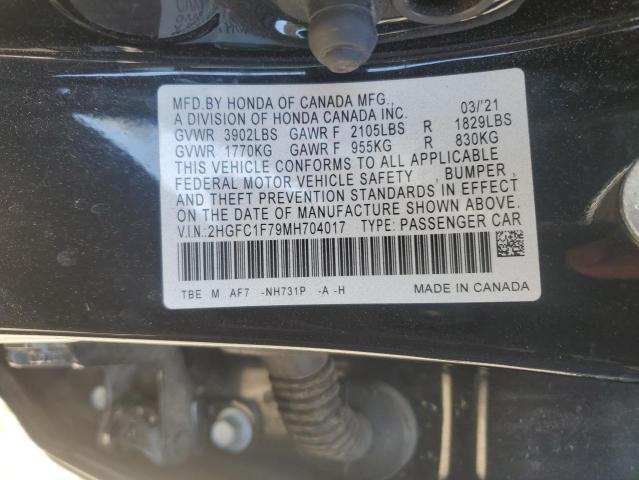 MFD.BY HONDA OF CANADA MFG., 03/'21
A DIVISION OF HONDA CANADA INC.
GVWR 3902LBS GAWR F 2105LBS R 1829LBS
GVWR 1770KG GAWR F 955KG R 830KG
THIS VEHICLE CONFORMS TO ALL APPLICABLE
FEDERAL MOTOR VEHICLE SAFETY , BUMPER ,
AND THEFT PREVENTION STANDARDS IN EFFECT
ON THE DATE OF MANUFACTURE SHOWN ABOVE.
V.I.N.:2HGFC1F79MH704017 TYPE: PASSENGER CAR
TBE M AF7 -NH731P -A -H MADE IN CANADA